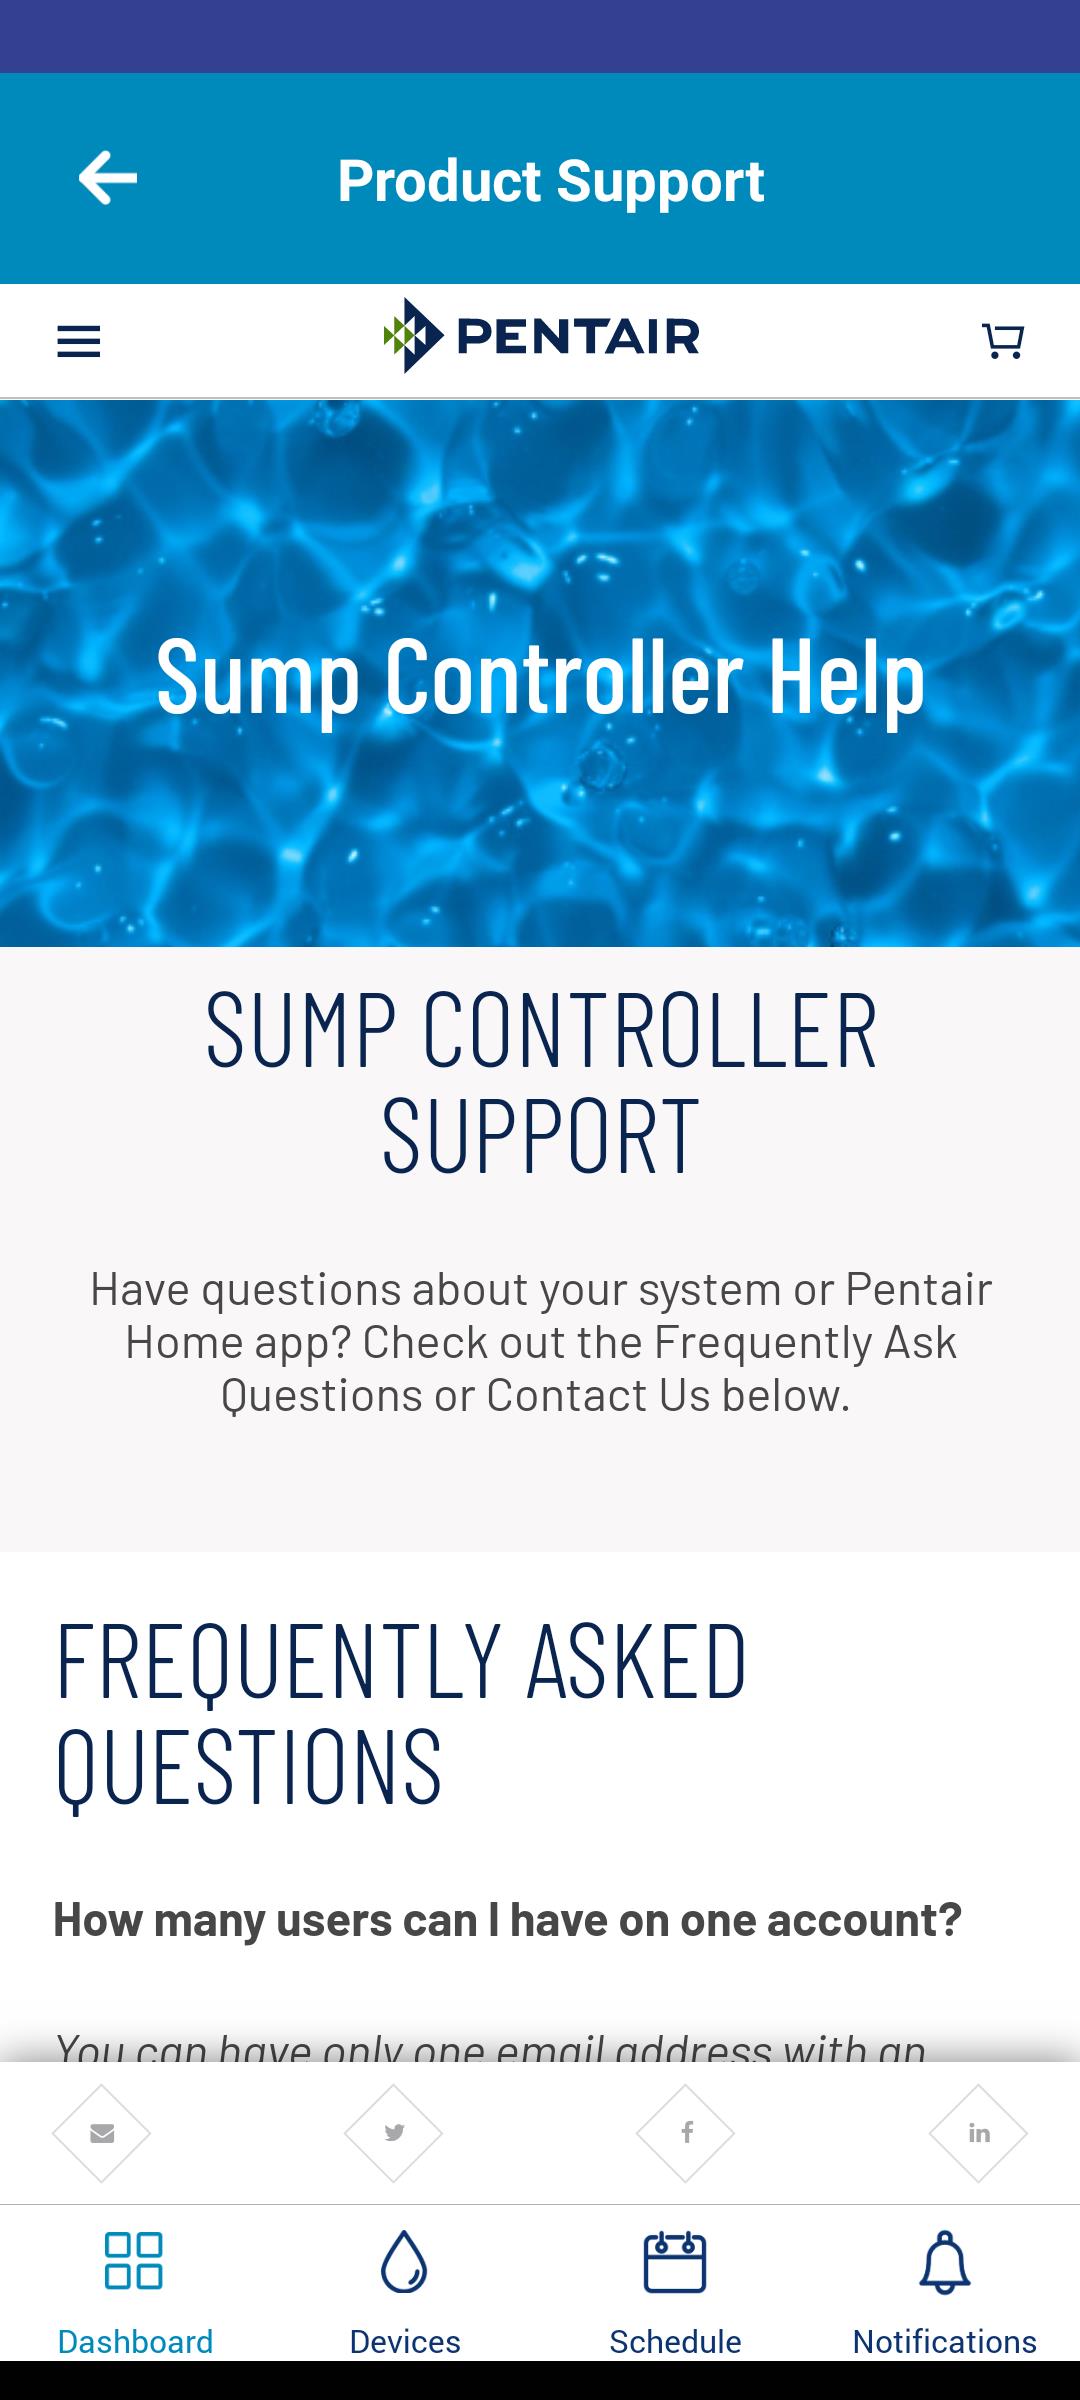 Product Support
PENTAIR
Sump Controller Help
SUMP CONTROLLER
SUPPORT
Have questions about your system or Pentair
Home app? Check out the Frequently Ask
Questions or Contact Us below.
FREQUENTLY ASKED
QUESTIONS
How many users can I have on one account?
You can have only one email address with an
Dashboard
Devices
Schedule
Notifications